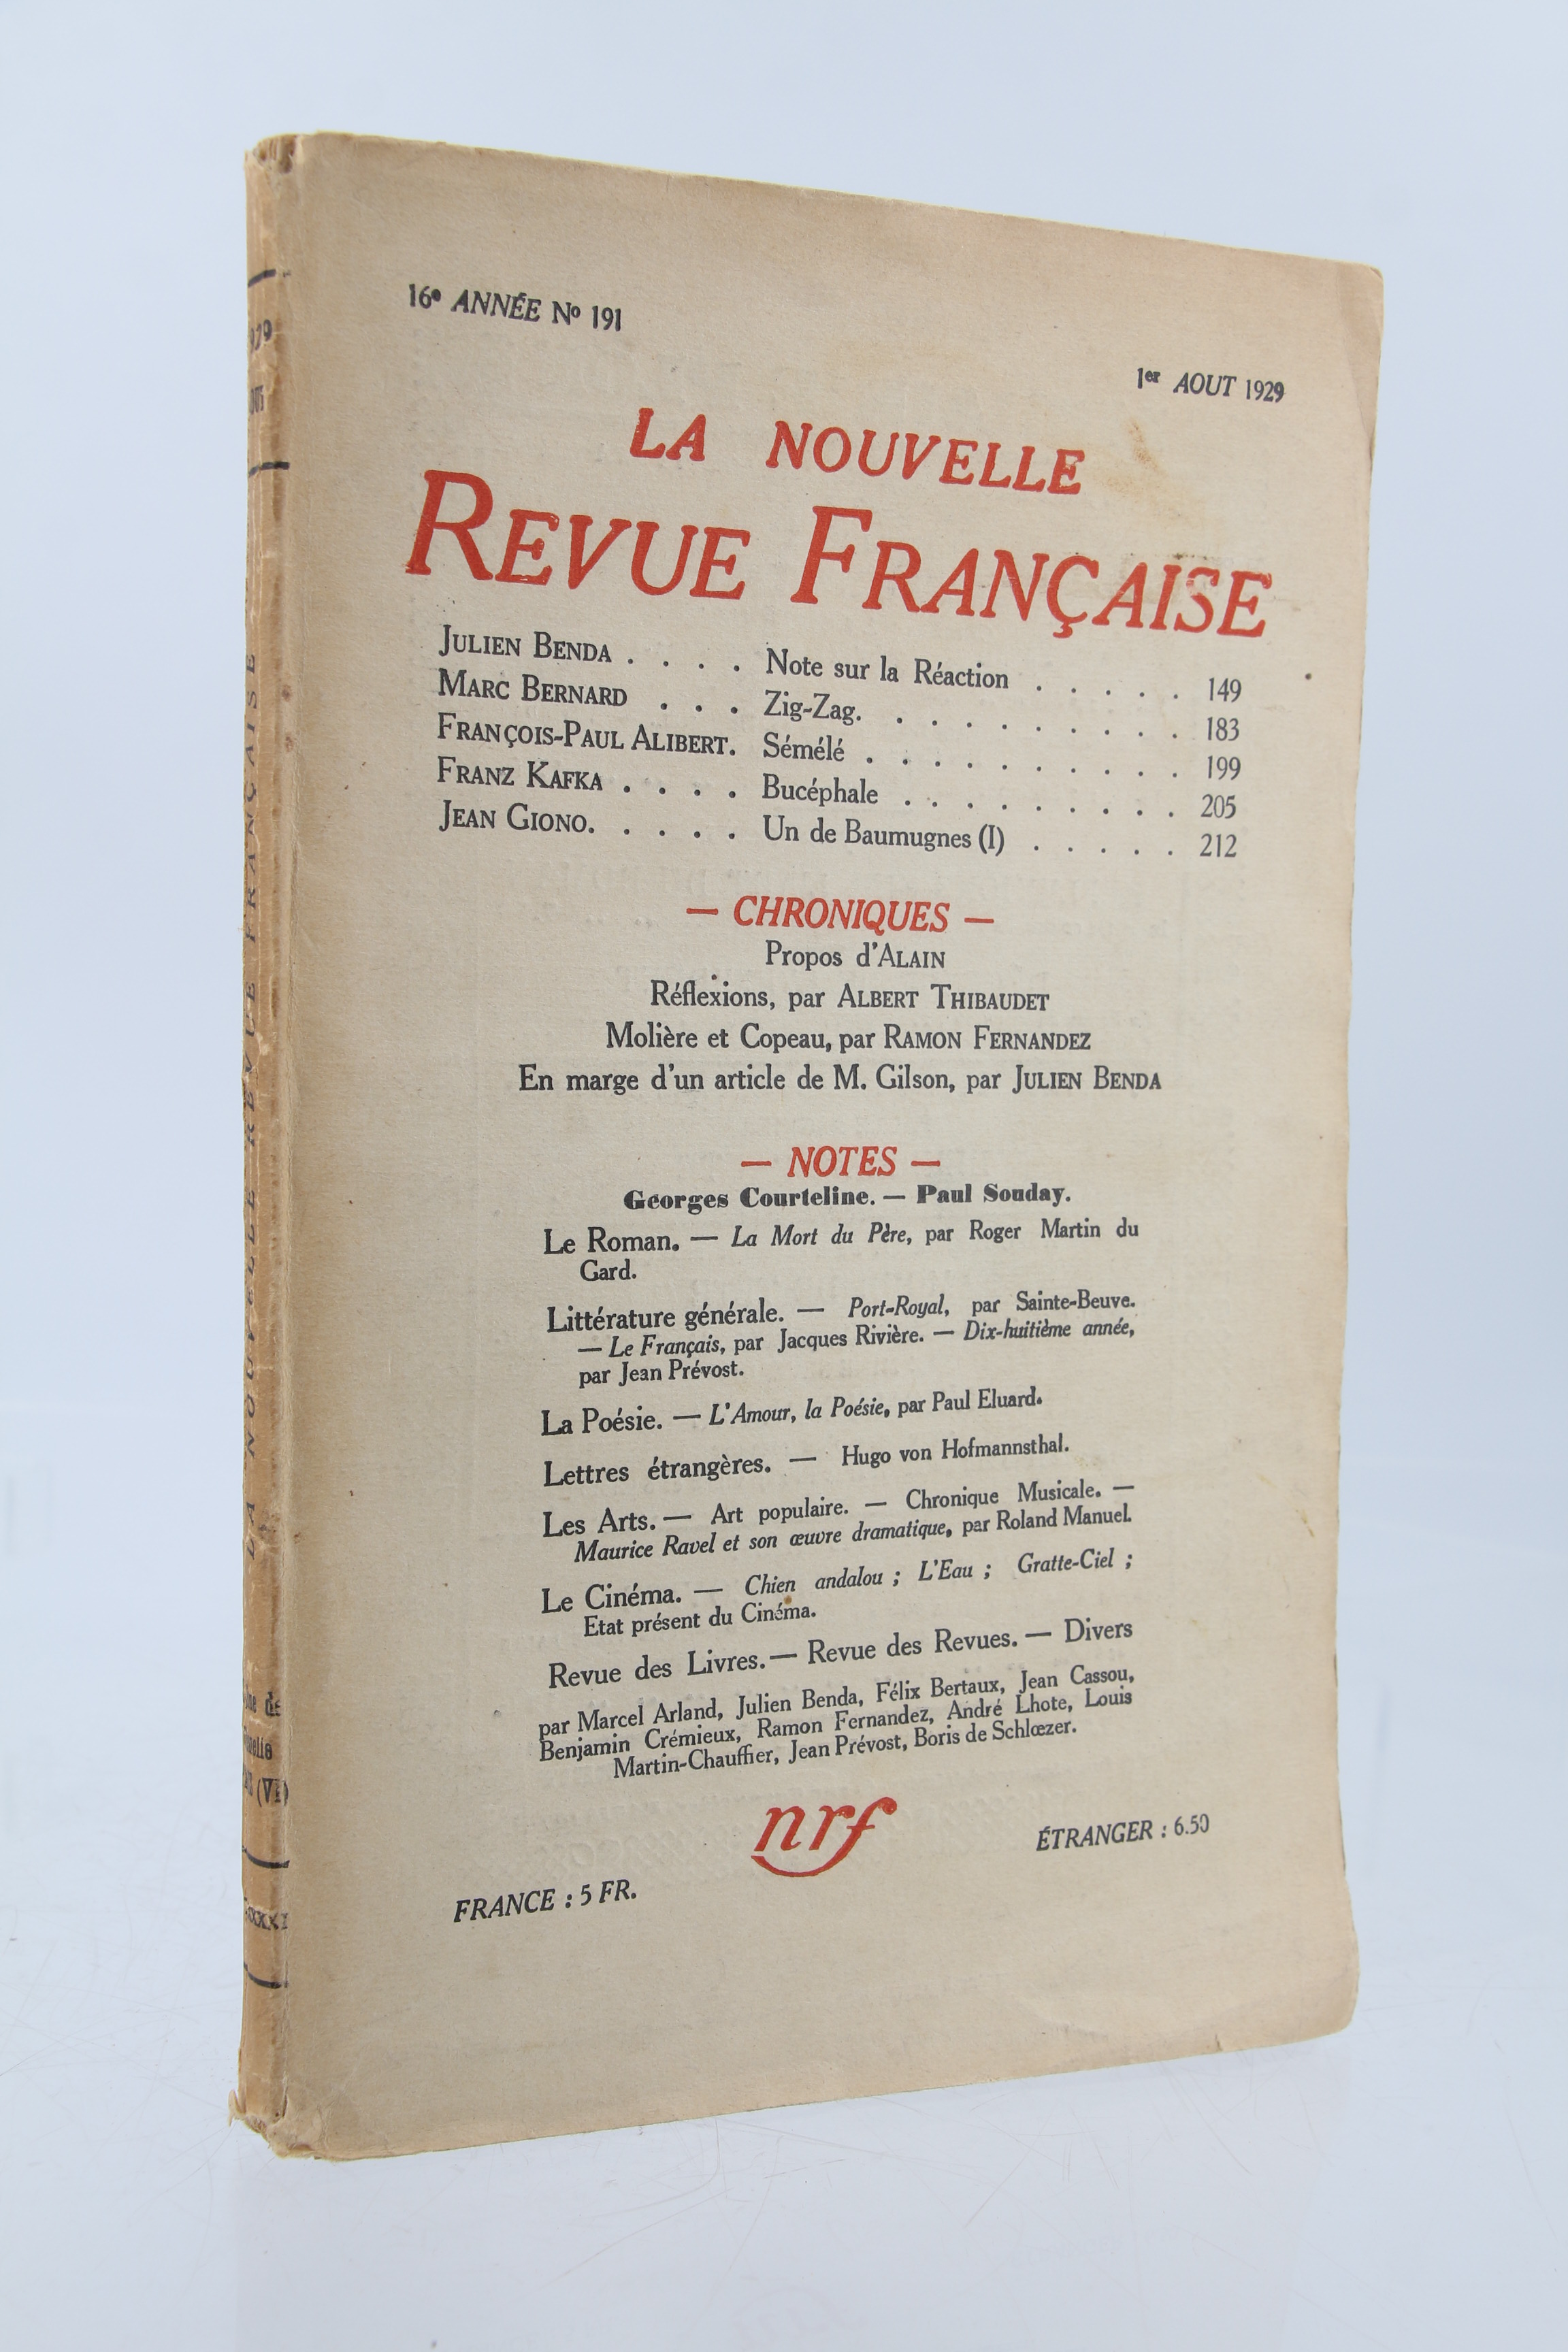 16e ANNÉE No 191
1er AOUT 1929
LA NOUVELLE
REVUE FRANÇAISE
JULIEN BENDA . . . . Note sur la Réaction . . . . . 149
MARC BERNARD . . . Zig-Zag. . . . . . . . . . 183
FRANÇOIS-PAUL ALIBERT. Sémélé . . . . . . . . . . 199
FRANZ KAFKA . . . . Bucéphale . . . . . . . . . 205
JEAN GIONO. . . . . Un de Baumugnes (I) . . . . . 212
— CHRONIQUES —
Propos d'ALAIN
Réflexions, par ALBERT THIBAUDET
Molière et Copeau, par RAMON FERNANDEZ
En marge d'un article de M. Gilson, par JULIEN BENDA
— NOTES —
Georges Courteline. — Paul Souday.
Le Roman. — La Mort du Père, par Roger Martin du
Gard.
Littérature générale. — Port-Royal, par Sainte-Beuve.
— Le Français, par Jacques Rivière. — Dix-huitième année,
par Jean Prévost.
La Poésie. — L'Amour, la Poésie, par Paul Eluard.
Lettres étrangères. — Hugo von Hofmannsthal.
Les Arts. — Art populaire. — Chronique Musicale. —
Maurice Ravel et son œuvre dramatique, par Roland Manuel.
Le Cinéma. — Chien andalou ; L'Eau ; Gratte-Ciel ;
Etat présent du Cinéma.
Revue des Livres. — Revue des Revues. — Divers
par Marcel Arland, Julien Benda, Félix Bertaux, Jean Cassou,
Benjamin Crémieux, Ramon Fernandez, André Lhote, Louis
Martin-Chauffier, Jean Prévost, Boris de Schlœzer.
nrf
FRANCE : 5 FR.
ÉTRANGER : 6.50
LA NOUVELLE REVUE FRANÇAISE